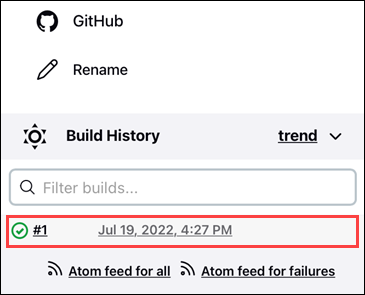 GitHub
Rename
Build History trend
Filter builds...
#1 Jul 19, 2022, 4:27 PM
Atom feed for all Atom feed for failures